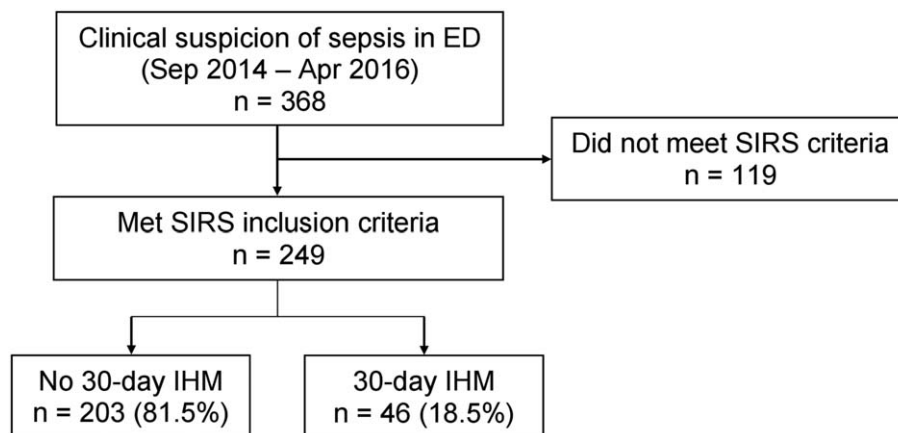 Clinical suspicion of sepsis in ED
(Sep 2014 – Apr 2016)
n = 368
Did not meet SIRS criteria
n = 119
Met SIRS inclusion criteria
n = 249
No 30-day IHM
n = 203 (81.5%)
30-day IHM
n = 46 (18.5%)